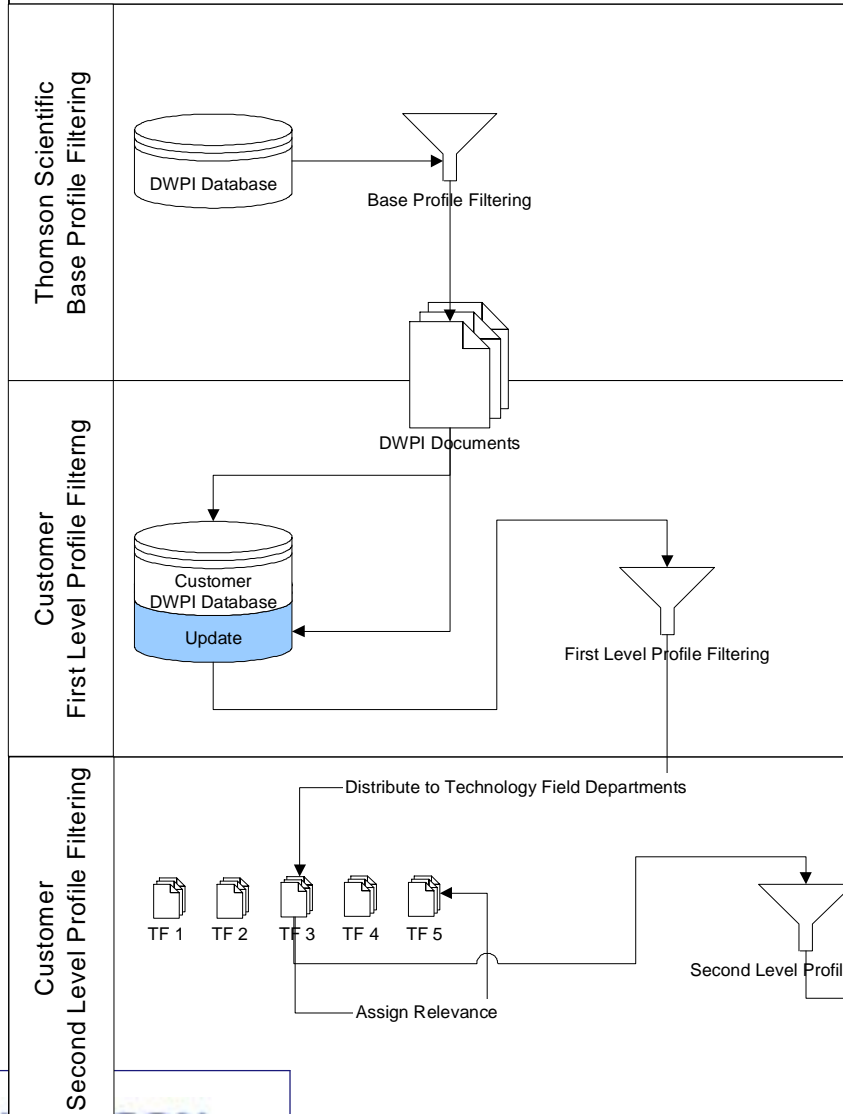 Thomson Scientific
Base Profile Filtering
DWPI Database
Base Profile Filtering
DWPI Documents
Customer
First Level Profile Filterng
Customer
DWPI Database
Update
First Level Profile Filtering
Customer
Second Level Profile Filtering
Distribute to Technology Field Departments
TF 1
TF 2
TF 3
TF 4
TF 5
Second Level Profil
Assign Relevance